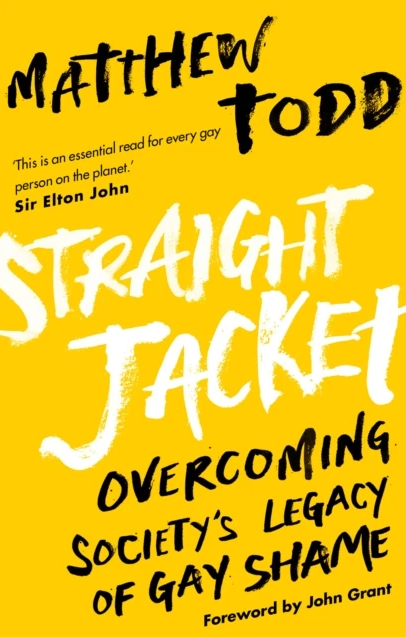 MATTHEW
TODD
'This is an essential read for every gay
person on the planet.'
Sir Elton John
STRAIGHT
JACKET
OVERCOMING
SOCIETY'S LEGACY
OF GAY SHAME
Foreword by John Grant